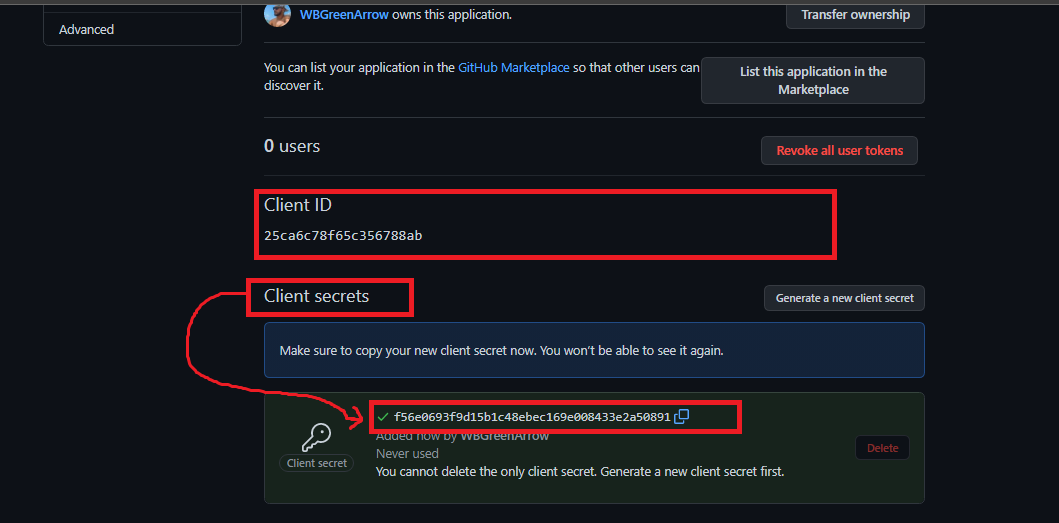 Advanced
WBGreenArrow owns this application.
Transfer ownership
You can list your application in the GitHub Marketplace so that other users can
discover it.
List this application in the
Marketplace
0 users
Revoke all user tokens
Client ID
25ca6c78f65c356788ab
Client secrets
Generate a new client secret
Make sure to copy your new client secret now. You won't be able to see it again.
f56e0693f9d15b1c48ebec169e008433e2a50891
Added now by WBGreenArrow
Client secret
Never used
You cannot delete the only client secret. Generate a new client secret first.
Delete